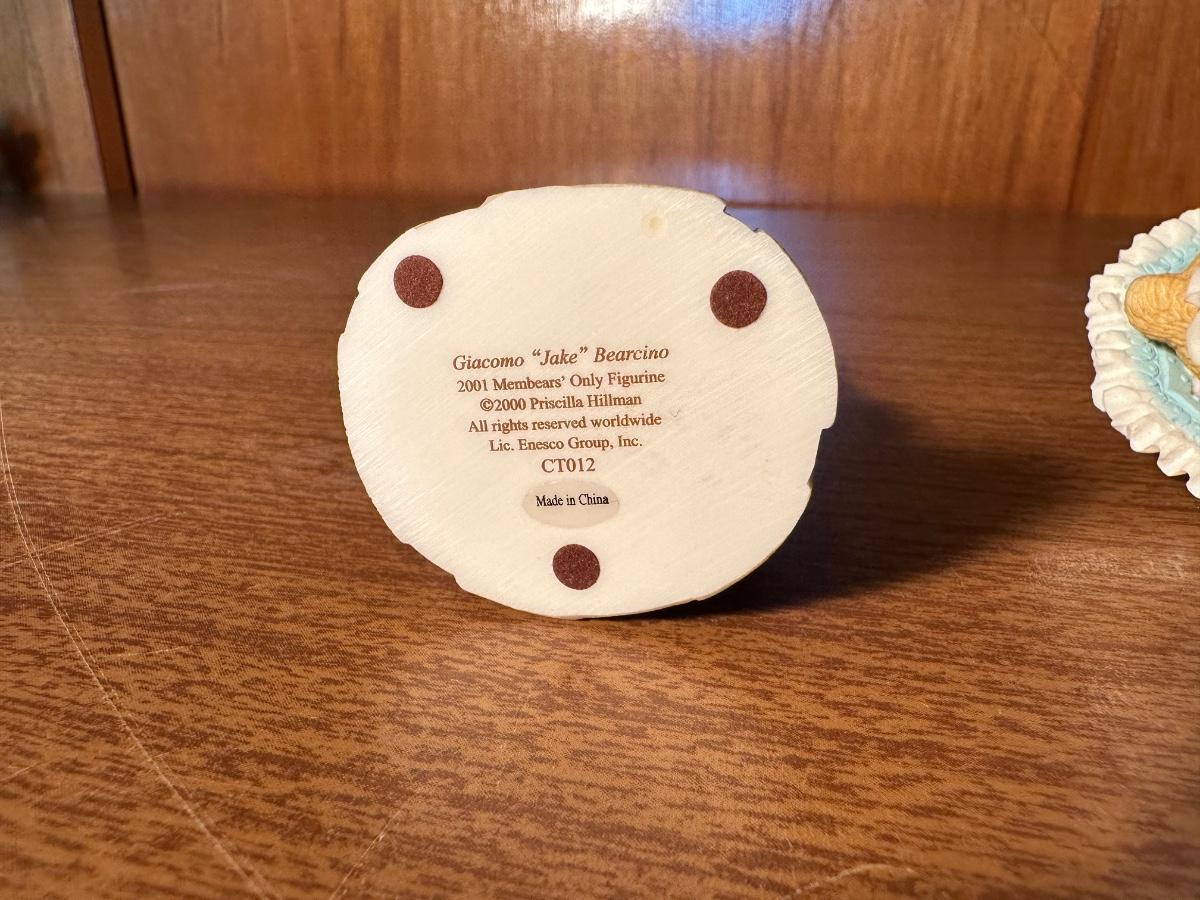 Giacomo “Jake” Bearcino
2001 Membears’ Only Figurine
©2000 Priscilla Hillman
All rights reserved worldwide
Lic. Enesco Group, Inc.
CT012
Made in China